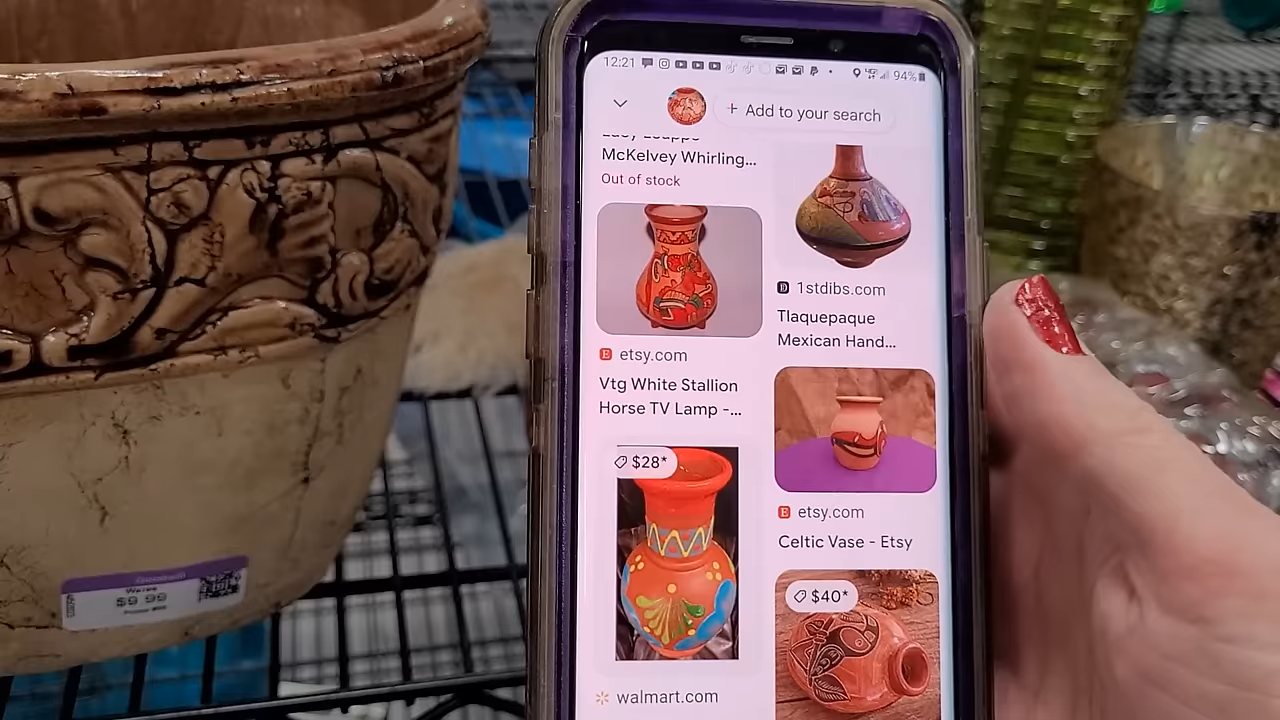 12:21
94%
+ Add to your search
McKelvey Whirling...
Out of stock
etsy.com
Vtg White Stallion
Horse TV Lamp -...
$28*
walmart.com
1stdibs.com
Tlaquepaque
Mexican Hand...
etsy.com
Celtic Vase - Etsy
$40*
Wares
$9.99